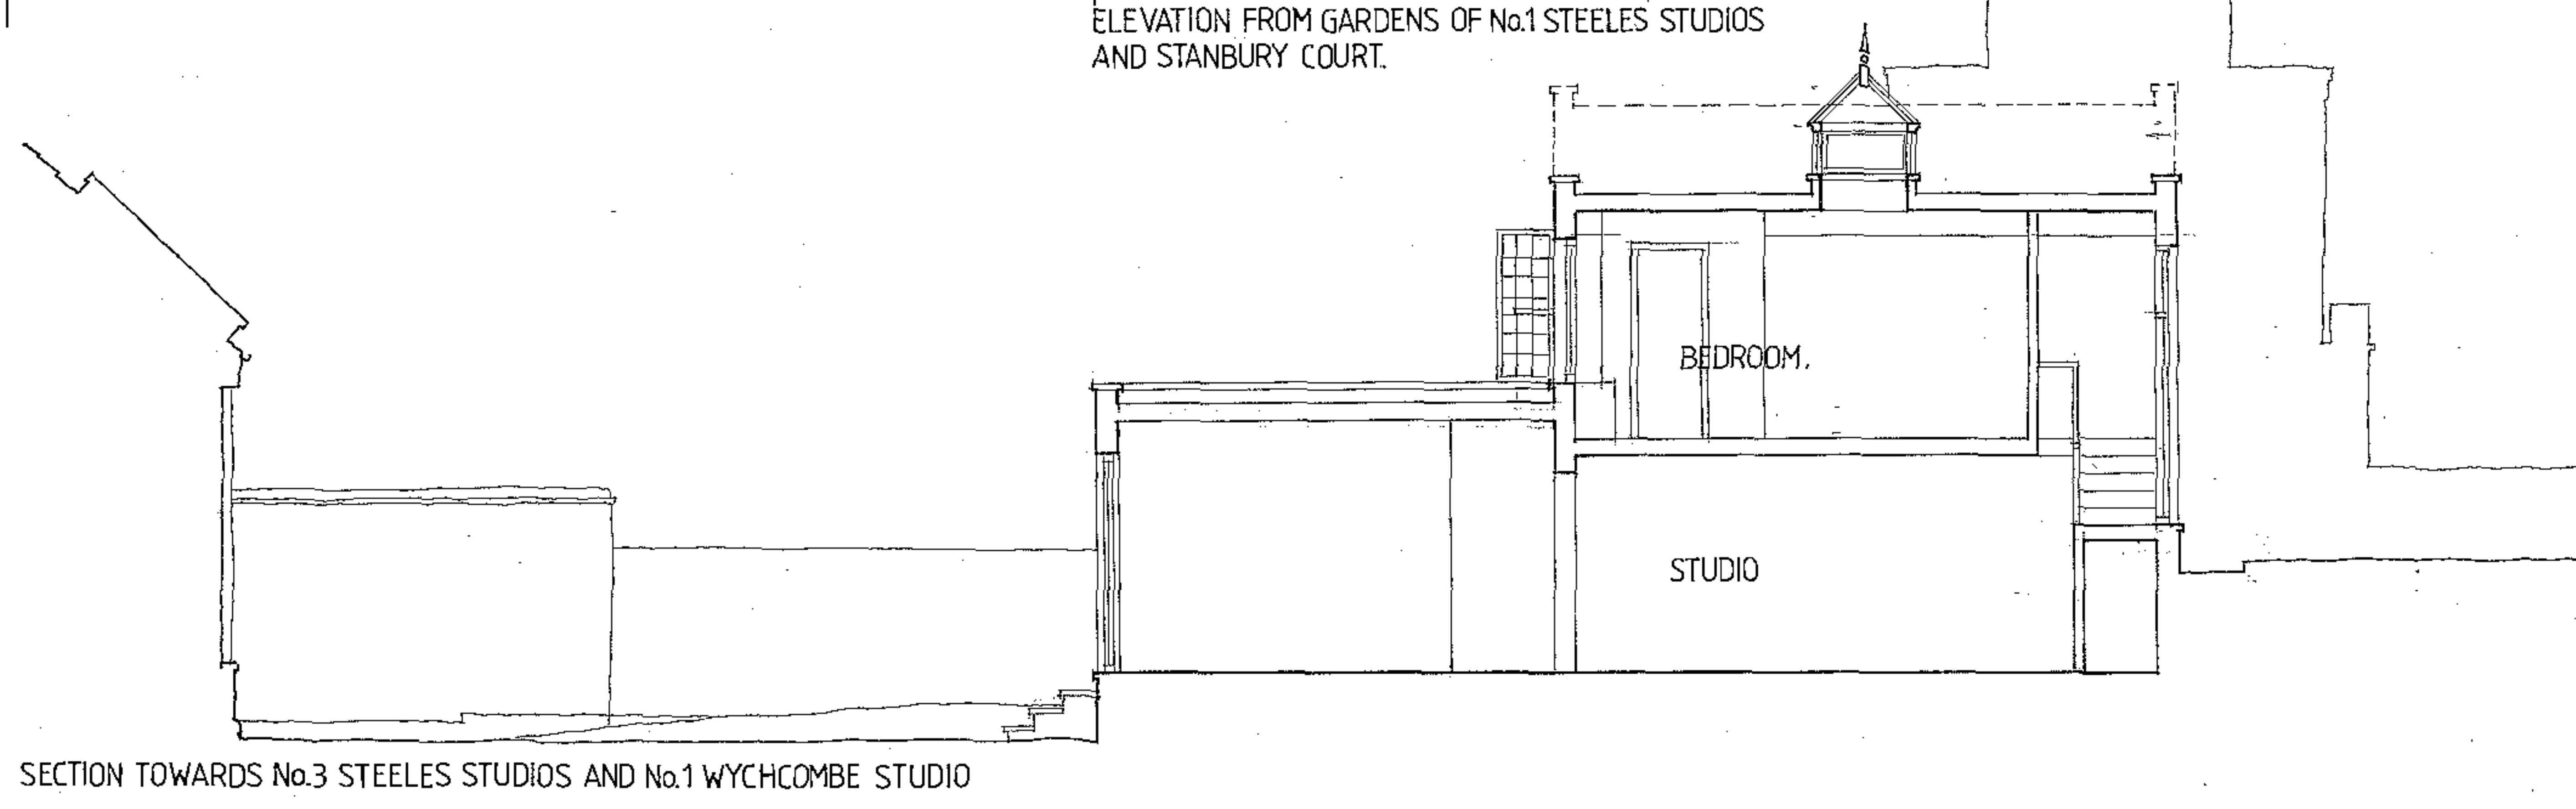 ELEVATION FROM GARDENS OF No.1 STEELES STUDIOS
AND STANBURY COURT.
BEDROOM.
STUDIO
SECTION TOWARDS No.3 STEELES STUDIOS AND No.1 WYCHCOMBE STUDIO